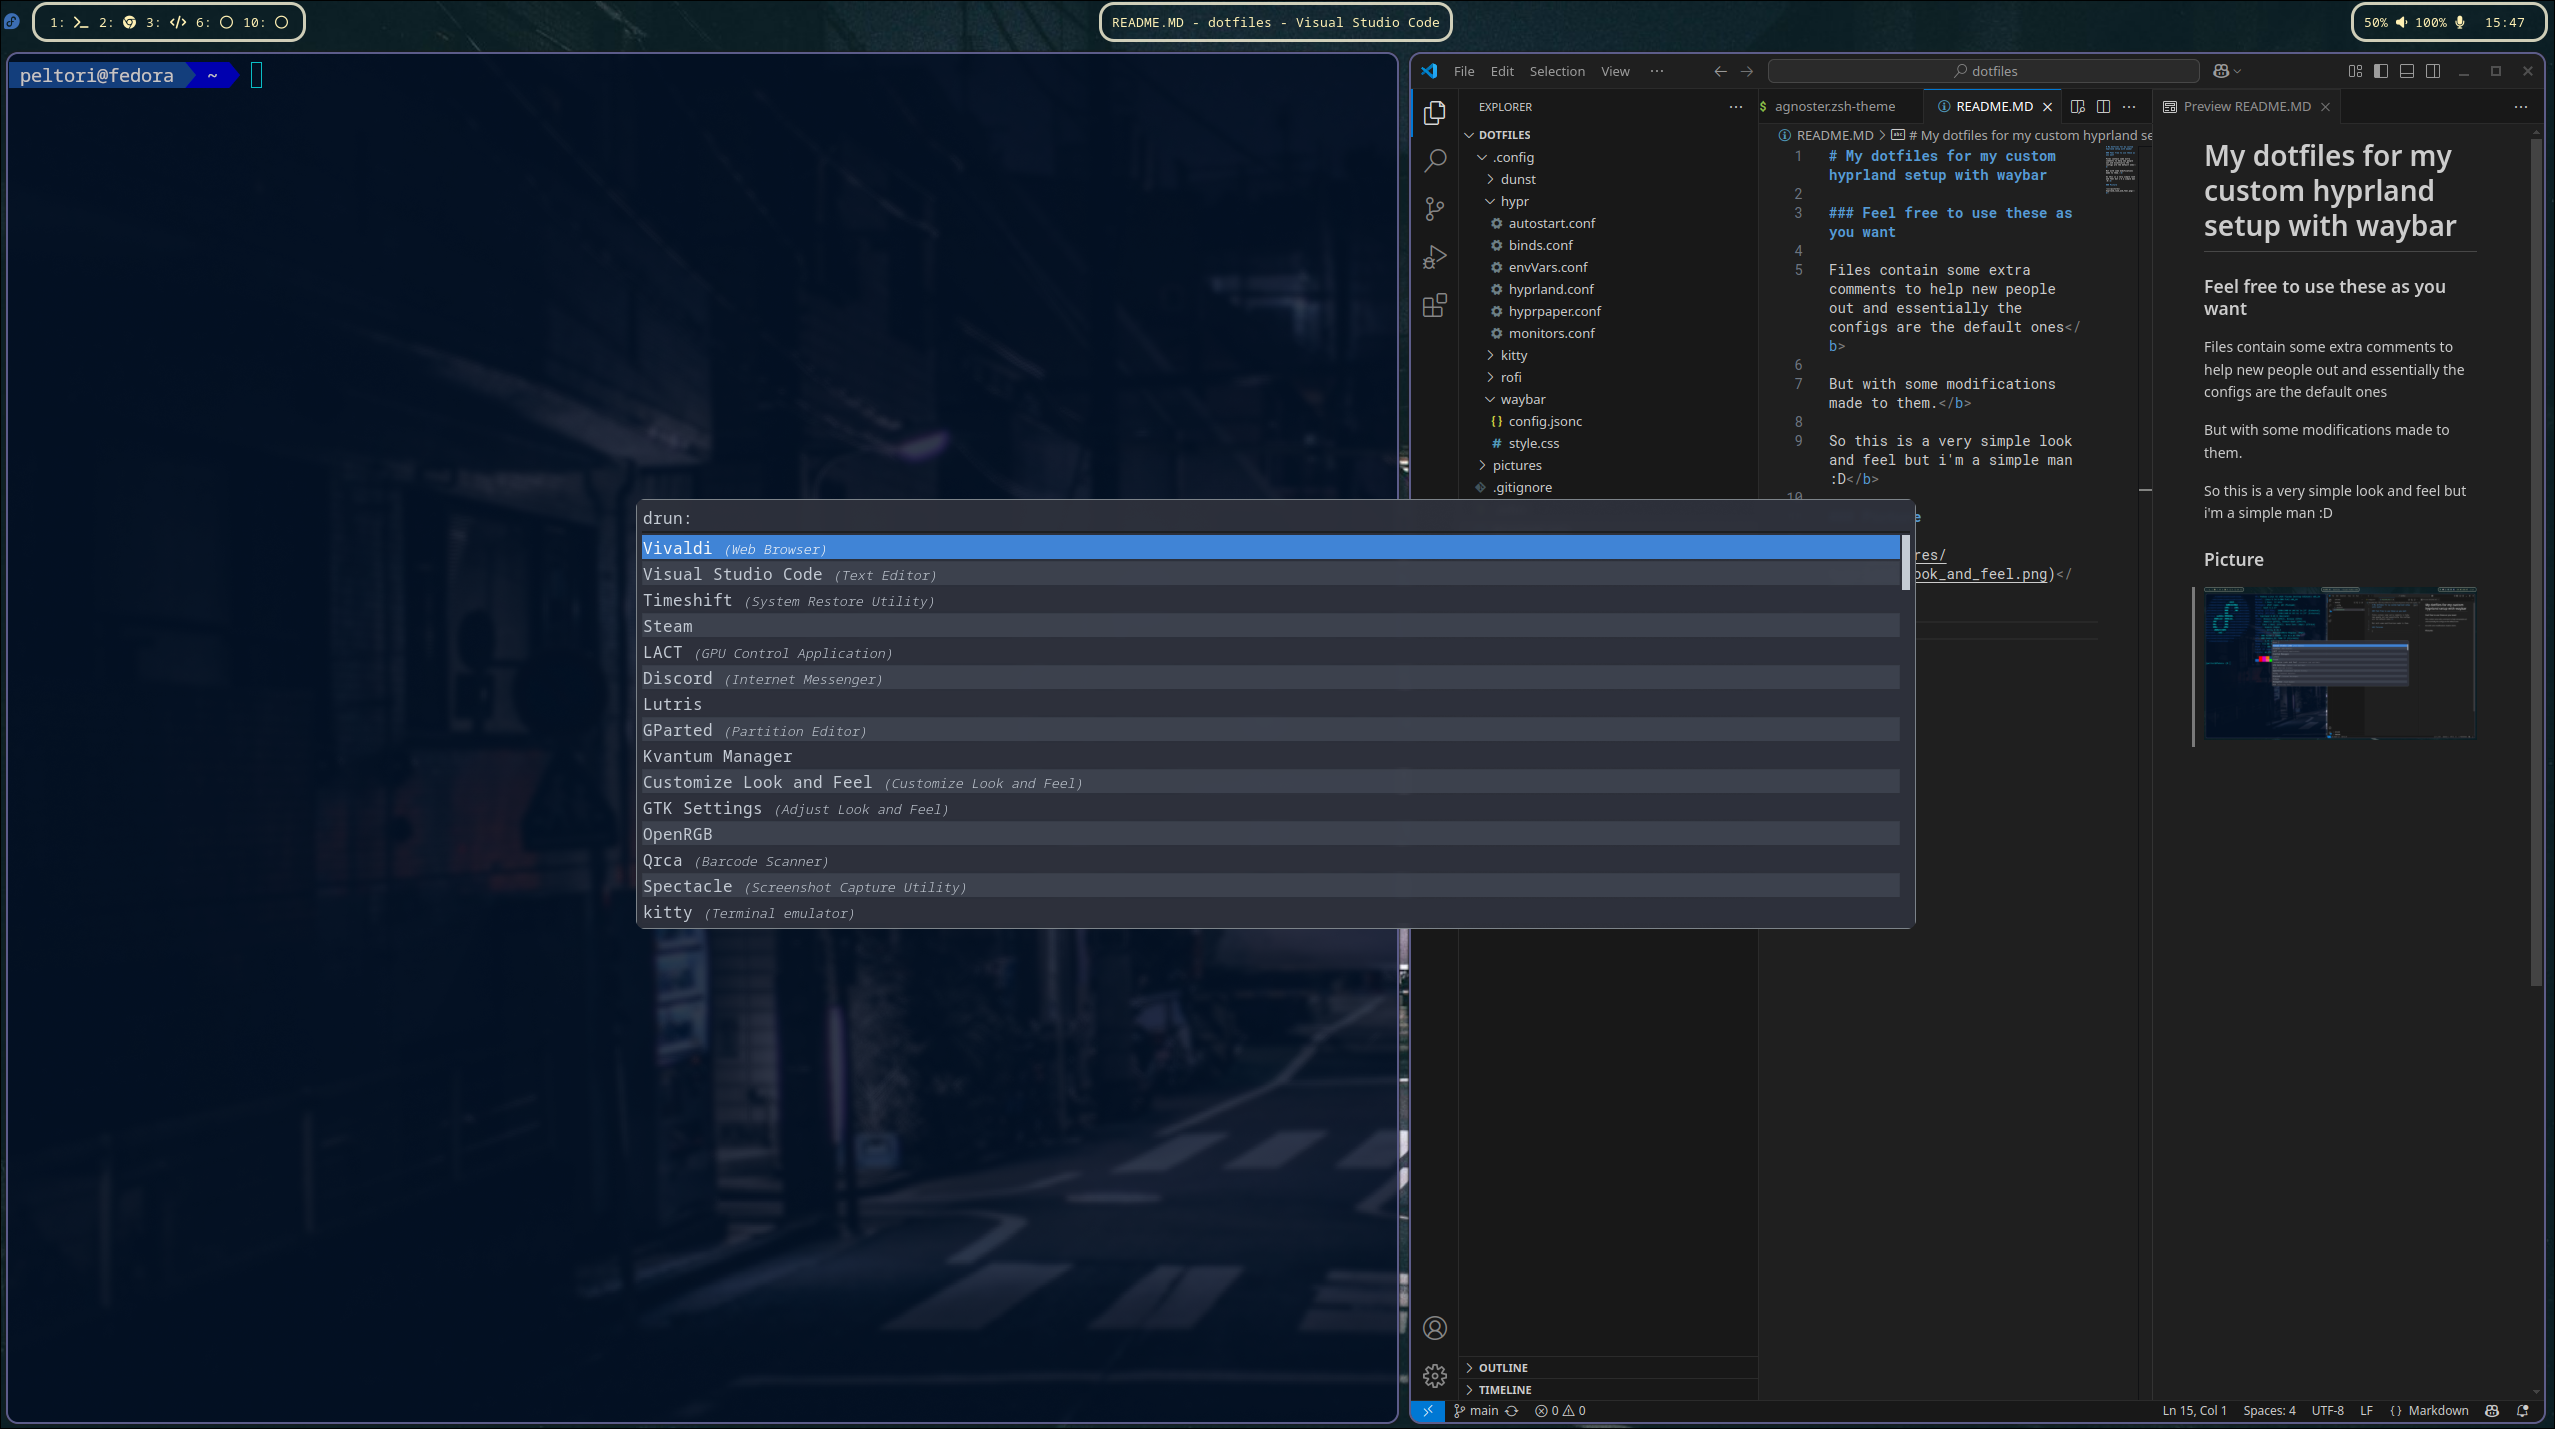 1: 2: 3: </> 6: 10:
README.MD - dotfiles - Visual Studio Code
50% 100% 15:47
peltori@fedora ~
File Edit Selection View ···
dotfiles
EXPLORER
DOTFILES
.config
dunst
hypr
autostart.conf
binds.conf
envVars.conf
hyprland.conf
hyprpaper.conf
monitors.conf
kitty
rofi
waybar
{} config.jsonc
# style.css
pictures
.gitignore
OUTLINE
TIMELINE
$ agnoster.zsh-theme
README.MD
README.MD > # My dotfiles for my custom hyprland se
1 # My dotfiles for my custom
hyprland setup with waybar
2
3 ### Feel free to use these as
you want
4
5 Files contain some extra
comments to help new people
out and essentially the
configs are the default ones</
b>
6
7 But with some modifications
made to them.</b>
8
9 So this is a very simple look
and feel but i'm a simple man
:D</b>
10
e
res/
ook_and_feel.png)</
Preview README.MD
My dotfiles for my
custom hyprland
setup with waybar
Feel free to use these as you
want
Files contain some extra comments to
help new people out and essentially the
configs are the default ones
But with some modifications made to
them.
So this is a very simple look and feel but
i'm a simple man :D
Picture
drun:
Vivaldi (Web Browser)
Visual Studio Code (Text Editor)
Timeshift (System Restore Utility)
Steam
LACT (GPU Control Application)
Discord (Internet Messenger)
Lutris
GParted (Partition Editor)
Kvantum Manager
Customize Look and Feel (Customize Look and Feel)
GTK Settings (Adjust Look and Feel)
OpenRGB
Qrca (Barcode Scanner)
Spectacle (Screenshot Capture Utility)
kitty (Terminal emulator)
main 0 0
Ln 15, Col 1 Spaces: 4 UTF-8 LF {} Markdown